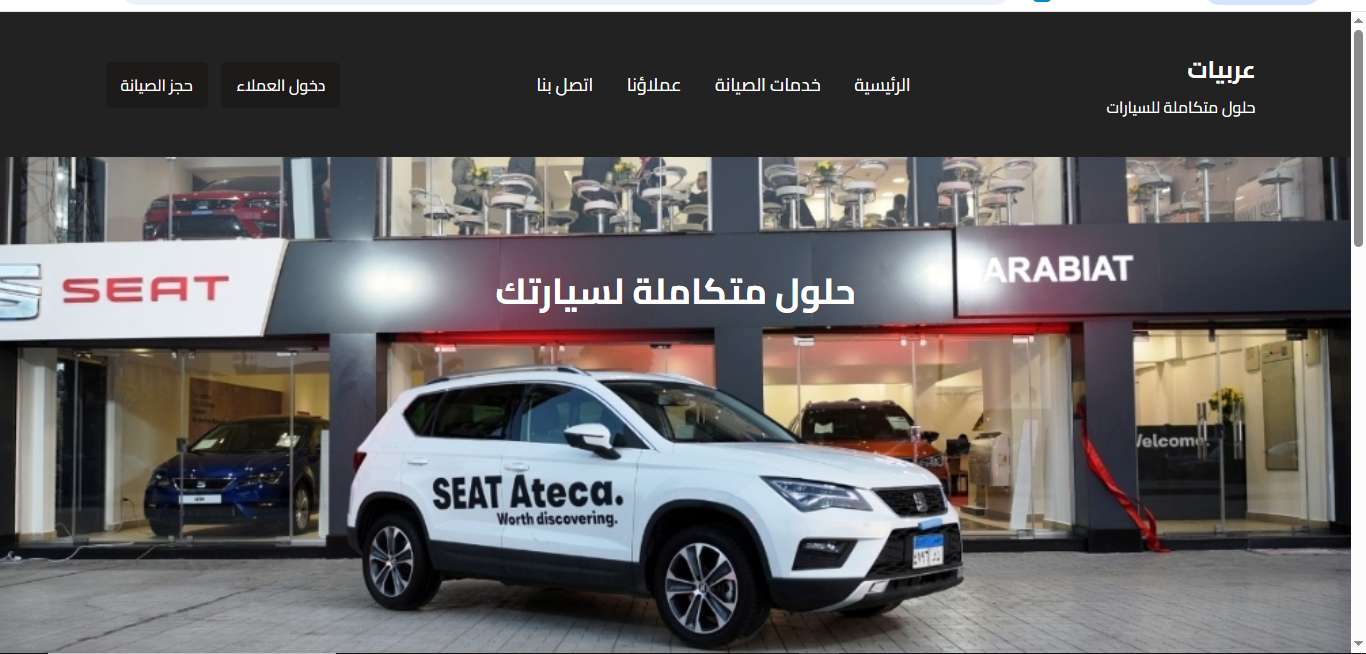 عربيات
حلول متكاملة للسيارات
الرئيسية
خدمات الصيانة
عملاؤنا
اتصل بنا
دخول العملاء
حجز الصيانة
SEAT
ARABIAT
حلول متكاملة لسيارتك
Welcome.
SEAT Ateca.
Worth discovering.